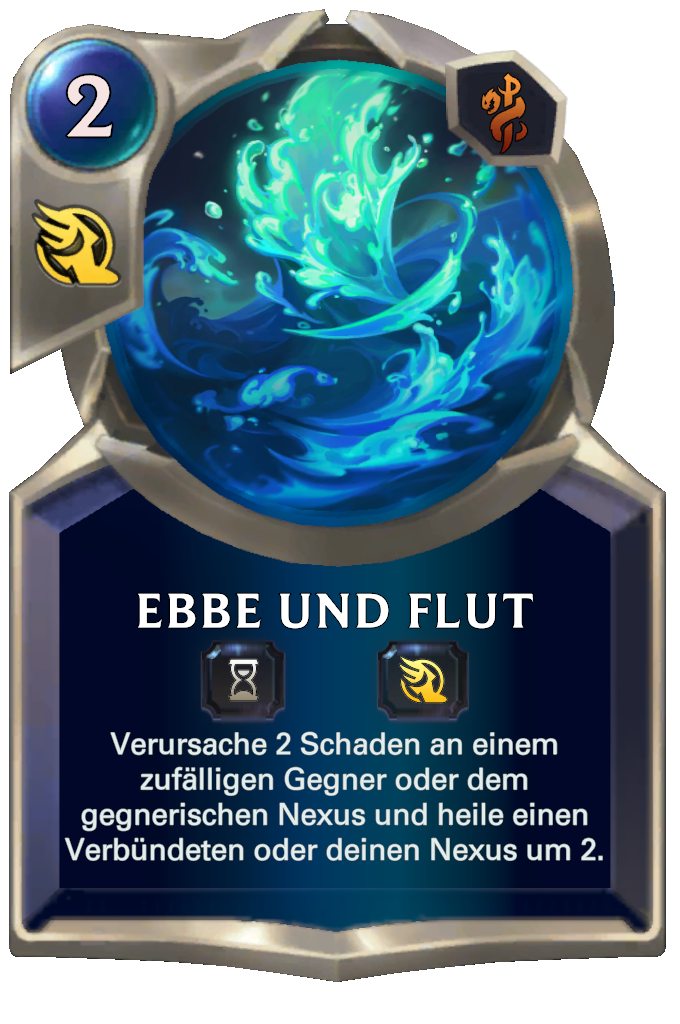 2
EBBE UND FLUT
Verursache 2 Schaden an einem
zufälligen Gegner oder dem
gegnerischen Nexus und heile einen
Verbündeten oder deinen Nexus um 2.